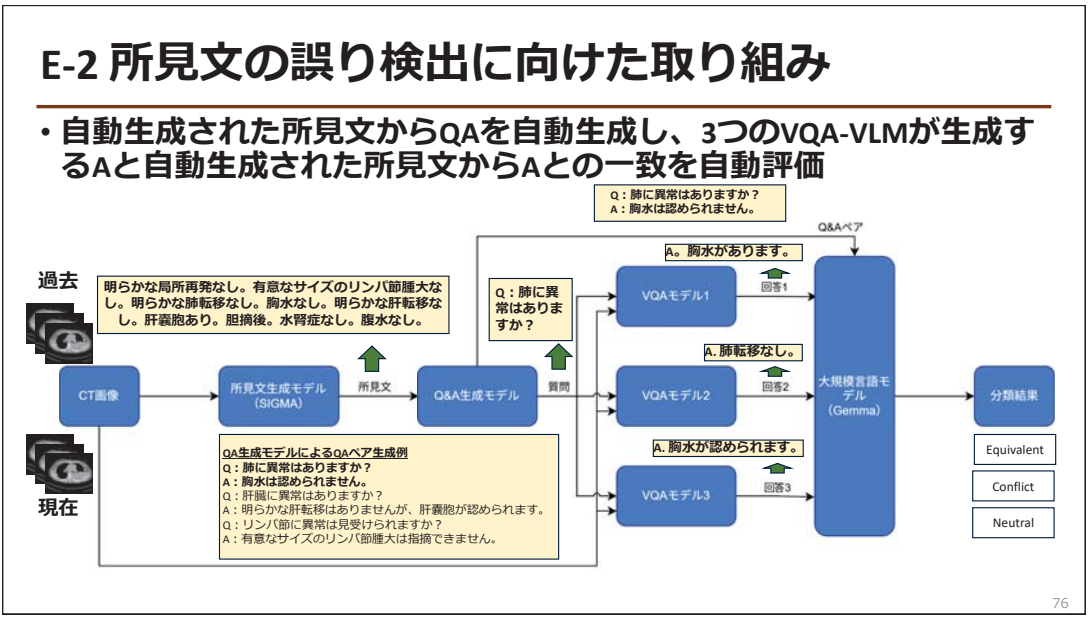 E-2 所見文の誤り検出に向けた取り組み
• 自動生成された所見文からQAを自動生成し、3つのVQA-VLMが生成す
るAと自動生成された所見文からAとの一致を自動評価
Q：肺に異常はありますか？
A：胸水は認められません。
Q&Aペア
過去
明らかな局所再発なし。有意なサイズのリンパ節腫大な
し。明らかな肺転移なし。胸水なし。明らかな肝転移な
し。肝嚢胞あり。胆摘後。水腎症なし。腹水なし。
Q：肺に異
常はありま
すか？
A。胸水があります。
VQAモデル1
回答1
CT画像
所見文生成モデル
（SIGMA）
所見文
Q&A生成モデル
質問
A. 肺転移なし。
VQAモデル2
回答2
大規模言語モ
デル
（Gemma）
分類結果
現在
QA生成モデルによるQAペア生成例
Q：肺に異常はありますか？
A：胸水は認められません。
Q：肝臓に異常はありますか？
A：明らかな肝転移はありませんが、肝嚢胞が認められます。
Q：リンパ節に異常は見受けられますか？
A：有意なサイズのリンパ節腫大は指摘できません。
A. 胸水が認められます。
VQAモデル3
回答3
Equivalent
Conflict
Neutral
76